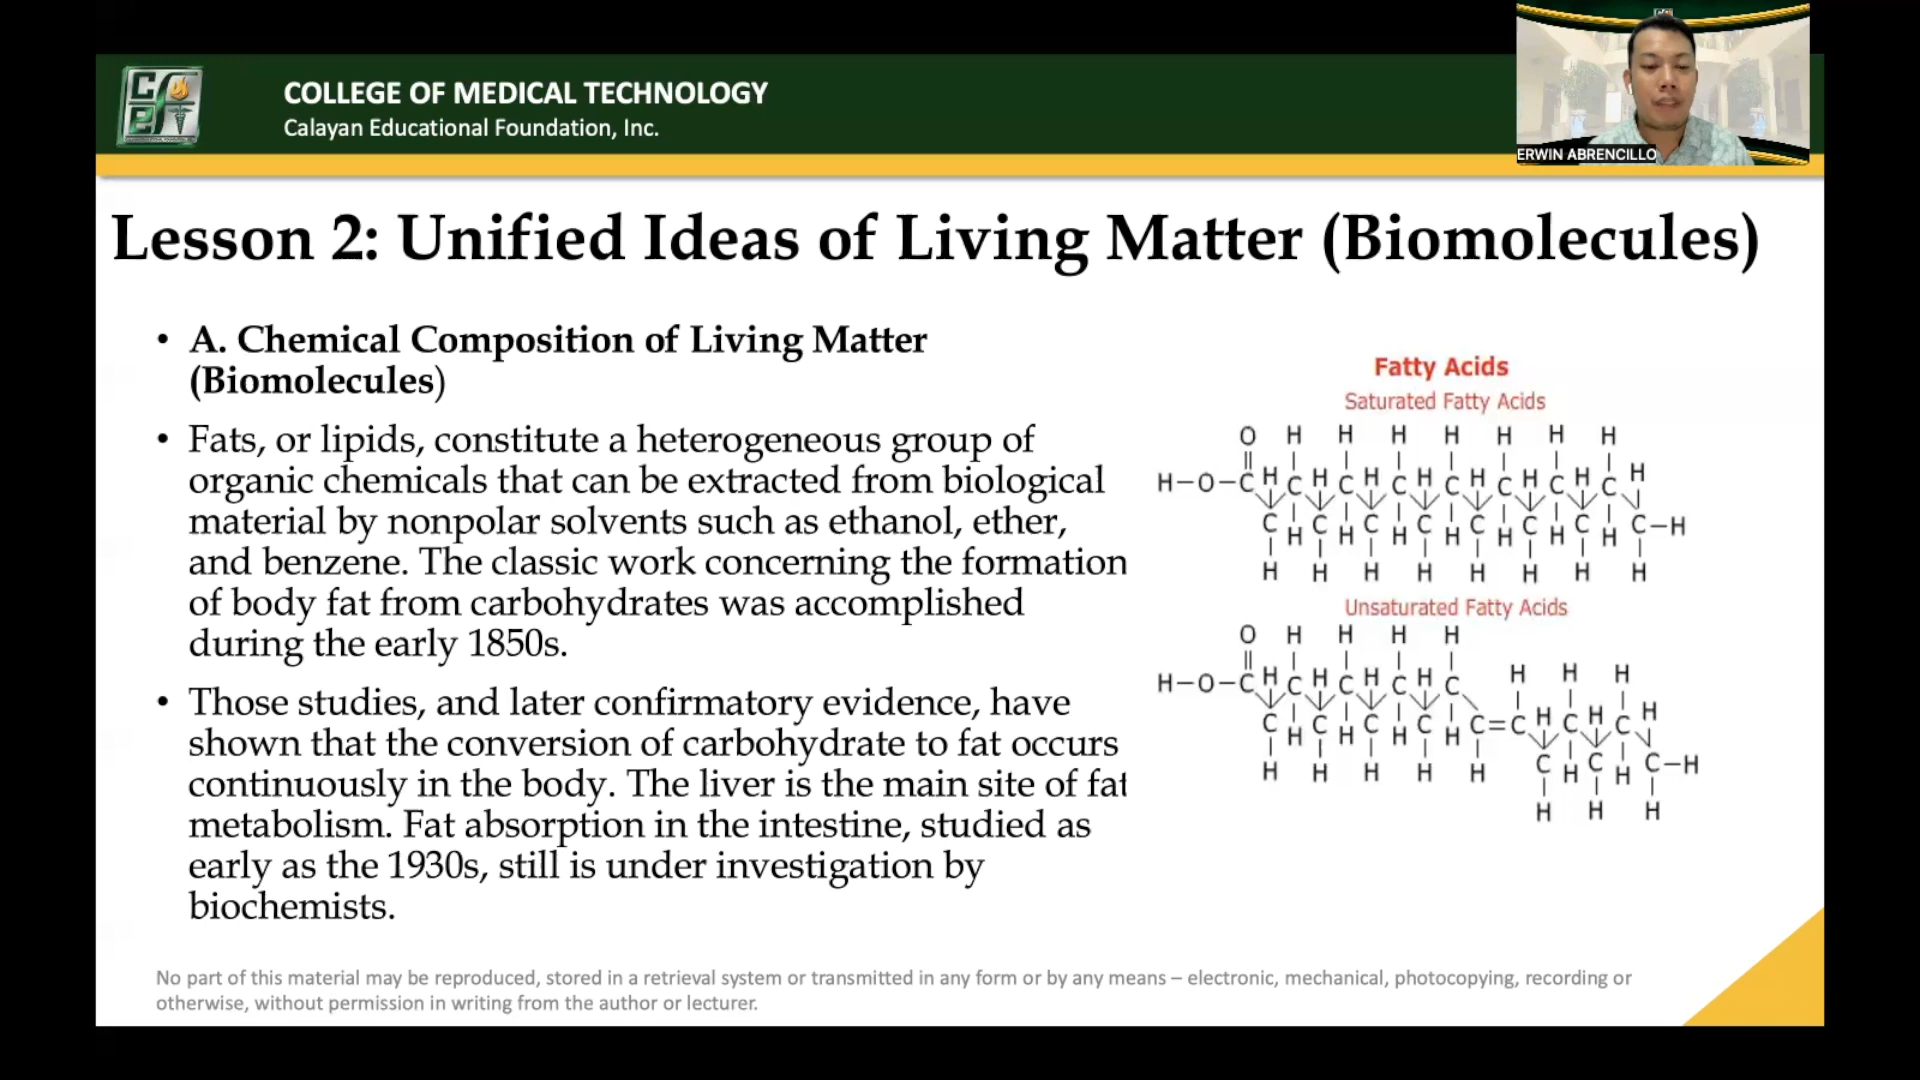 COLLEGE OF MEDICAL TECHNOLOGY
Calayan Educational Foundation, Inc.
ERWIN ABRENCILLO
Lesson 2: Unified Ideas of Living Matter (Biomolecules)
• A. Chemical Composition of Living Matter
(Biomolecules)
• Fats, or lipids, constitute a heterogeneous group of
organic chemicals that can be extracted from biological
material by nonpolar solvents such as ethanol, ether,
and benzene. The classic work concerning the formation
of body fat from carbohydrates was accomplished
during the early 1850s.
• Those studies, and later confirmatory evidence, have
shown that the conversion of carbohydrate to fat occurs
continuously in the body. The liver is the main site of fat
metabolism. Fat absorption in the intestine, studied as
early as the 1930s, still is under investigation by
biochemists.
Fatty Acids
Saturated Fatty Acids
O H H H H H H H
H–O–C H C H C H C H C H C H C H C H
C H C H C H C H C H C H C H C–H
H H H H H H H H
Unsaturated Fatty Acids
O H H H H
H H H
H–O–C H C H C H C H C
C H C H C H C H C=C H C H C H
H H H H H C H C H C–H
H H H
No part of this material may be reproduced, stored in a retrieval system or transmitted in any form or by any means – electronic, mechanical, photocopying, recording or
otherwise, without permission in writing from the author or lecturer.